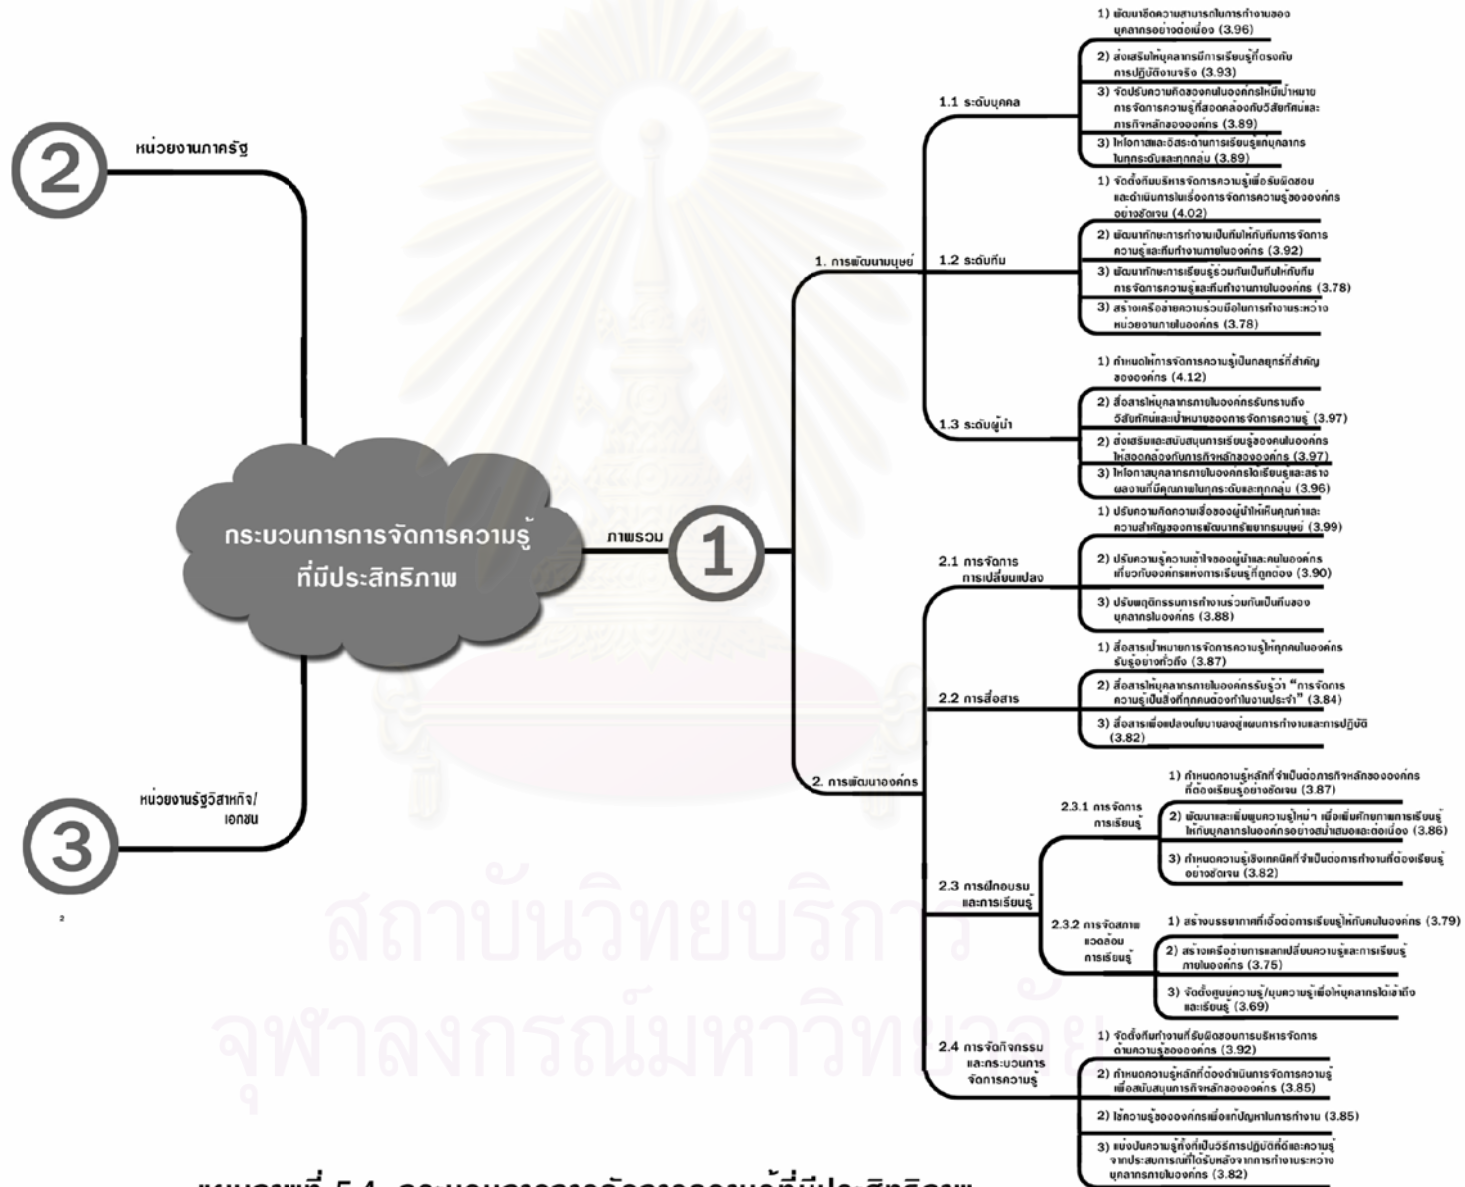 1) พัฒนาขีดความสามารถในการทำงานของ
บุคลากรอย่างต่อเนื่อง (3.96)
2) ส่งเสริมให้บุคลากรมีการเรียนรู้ที่ตรงกับ
การปฏิบัติงานจริง (3.93)
1.1 ระดับบุคคล
3) จัดปรับความคิดของคนในองค์กรให้มีเป้าหมาย
การจัดการความรู้ที่สอดคล้องกับวิสัยทัศน์และ
ภารกิจหลักขององค์กร (3.89)
3) ให้โอกาสและอิสระด้านการเรียนรู้แก่บุคลากร
ในทุกระดับและทุกกลุ่ม (3.89)
2
หน่วยงานภาครัฐ
1) จัดตั้งทีมบริหารจัดการความรู้เพื่อรับผิดชอบ
และดำเนินการในเรื่องการจัดการความรู้ขององค์กร
อย่างชัดเจน (4.02)
2) พัฒนาทักษะการทำงานเป็นทีมให้กับทีมการจัดการ
ความรู้และทีมทำงานภายในองค์กร (3.92)
1. การพัฒนามนุษย์
1.2 ระดับทีม
3) พัฒนาทักษะการเรียนรู้ร่วมกันเป็นทีมให้กับทีม
การจัดการความรู้และทีมทำงานภายในองค์กร (3.78)
3) สร้างเครือข่ายความร่วมมือในการทำงานระหว่าง
หน่วยงานภายในองค์กร (3.78)
1) กำหนดให้การจัดการความรู้เป็นกลยุทธ์ที่สำคัญ
ขององค์กร (4.12)
2) สื่อสารให้บุคลากรภายในองค์กรรับทราบถึง
วิสัยทัศน์และเป้าหมายของการจัดการความรู้ (3.97)
1.3 ระดับผู้นำ
2) ส่งเสริมและสนับสนุนการเรียนรู้ของคนในองค์กร
ให้สอดคล้องกับภารกิจหลักขององค์กร (3.97)
3) ให้โอกาสบุคลากรภายในองค์กรได้เรียนรู้และสร้าง
ผลงานที่มีคุณภาพในทุกระดับและทุกกลุ่ม (3.96)
กระบวนการการจัดการความรู้
ที่มีประสิทธิภาพ
ภาพรวม
1
1) ปรับความคิดความเชื่อของผู้นำให้เห็นคุณค่าและ
ความสำคัญของการพัฒนาทรัพยากรมนุษย์ (3.99)
2.1 การจัดการ
การเปลี่ยนแปลง
2) ปรับความรู้ความเข้าใจของผู้นำและคนในองค์กร
เกี่ยวกับองค์กรแห่งการเรียนรู้ที่ถูกต้อง (3.90)
3) ปรับพฤติกรรมการทำงานร่วมกันเป็นทีมของ
บุคลากรในองค์กร (3.88)
1) สื่อสารเป้าหมายการจัดการความรู้ให้ทุกคนในองค์กร
รับรู้อย่างทั่วถึง (3.87)
2.2 การสื่อสาร
2) สื่อสารให้บุคลากรภายในองค์กรรับรู้ว่า “การจัดการ
ความรู้เป็นสิ่งที่ทุกคนต้องทำในงานประจำ” (3.84)
3) สื่อสารเพื่อแปลงนโยบายลงสู่แผนการทำงานและการปฏิบัติ
(3.82)
2. การพัฒนาองค์กร
3
หน่วยงานรัฐวิสาหกิจ/
เอกชน
2
2.3 การฝึกอบรม
และการเรียนรู้
2.3.1 การจัดการ
การเรียนรู้
1) กำหนดความรู้หลักที่จำเป็นต่อภารกิจหลักขององค์กร
ที่ต้องเรียนรู้อย่างชัดเจน (3.87)
2) พัฒนาและเพิ่มพูนความรู้ใหม่ๆ เพื่อเพิ่มศักยภาพการเรียนรู้
ให้กับบุคลากรในองค์กรอย่างสม่ำเสมอและต่อเนื่อง (3.86)
3) กำหนดความรู้เชิงเทคนิคที่จำเป็นต่อการทำงานที่ต้องเรียนรู้
อย่างชัดเจน (3.82)
2.3.2 การจัดสภาพ
แวดล้อม
การเรียนรู้
1) สร้างบรรยากาศที่เอื้อต่อการเรียนรู้ให้กับคนในองค์กร (3.79)
2) สร้างเครือข่ายการแลกเปลี่ยนความรู้และการเรียนรู้
ภายในองค์กร (3.75)
3) จัดตั้งศูนย์ความรู้/มุมความรู้เพื่อให้บุคลากรได้เข้าถึง
และเรียนรู้ (3.69)
2.4 การจัดกิจกรรม
และกระบวนการ
จัดการความรู้
1) จัดตั้งทีมทำงานที่รับผิดชอบการบริหารจัดการ
ด้านความรู้ขององค์กร (3.92)
2) กำหนดความรู้หลักที่ต้องดำเนินการจัดการความรู้
เพื่อสนับสนุนภารกิจหลักขององค์กร (3.85)
2) ใช้ความรู้ขององค์กรเพื่อแก้ปัญหาในการทำงาน (3.85)
3) แบ่งปันความรู้ทั้งที่เป็นวิธีการปฏิบัติที่ดีและความรู้
จากประสบการณ์ที่ได้รับหลังจากการทำงานระหว่าง
บุคลากรภายในองค์กร (3.82)
สถาบันวิทยบริการ
จุฬาลงกรณ์มหาวิทยาลัย
แผนภาพที่ 5.4 กระบวนการการจัดการความรู้ที่มีประสิทธิภาพ